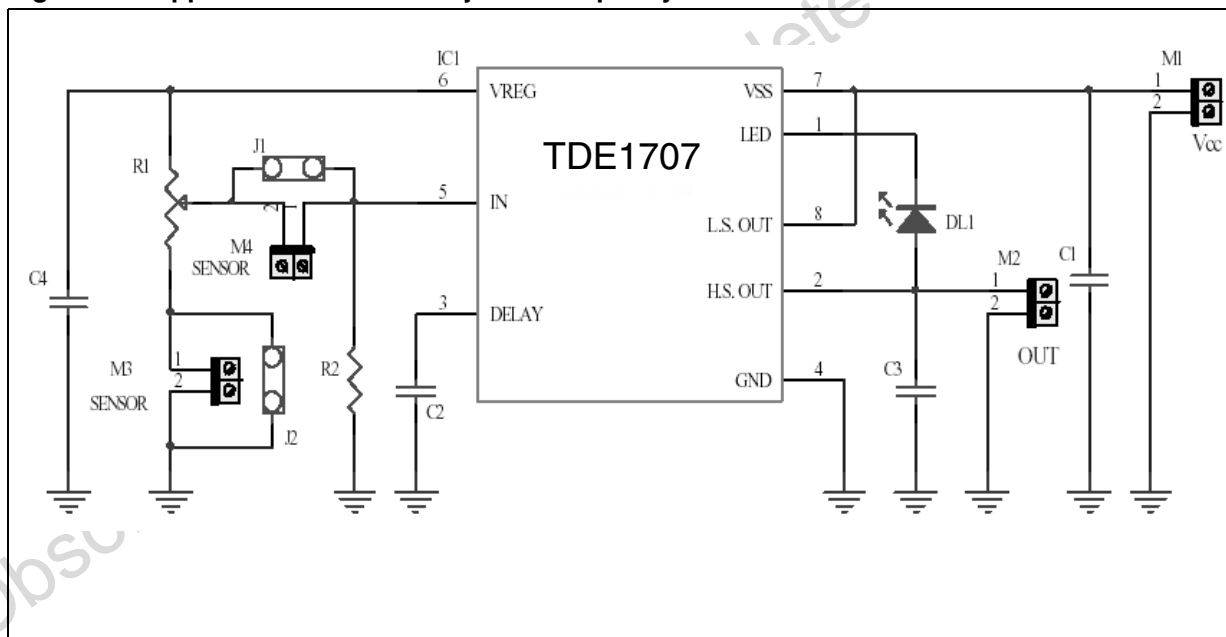 IC1
M1
6
VREG
VSS
7
1
2
Vcc
LED
1
TDE1707
J1
R1
5
IN
2
1
L.S. OUT
8
DL1
M4
SENSOR
C4
M2
C1
H.S. OUT
2
1
2
OUT
3
DELAY
M3
SENSOR
1
2
R2
C2
GND
4
C3
J2